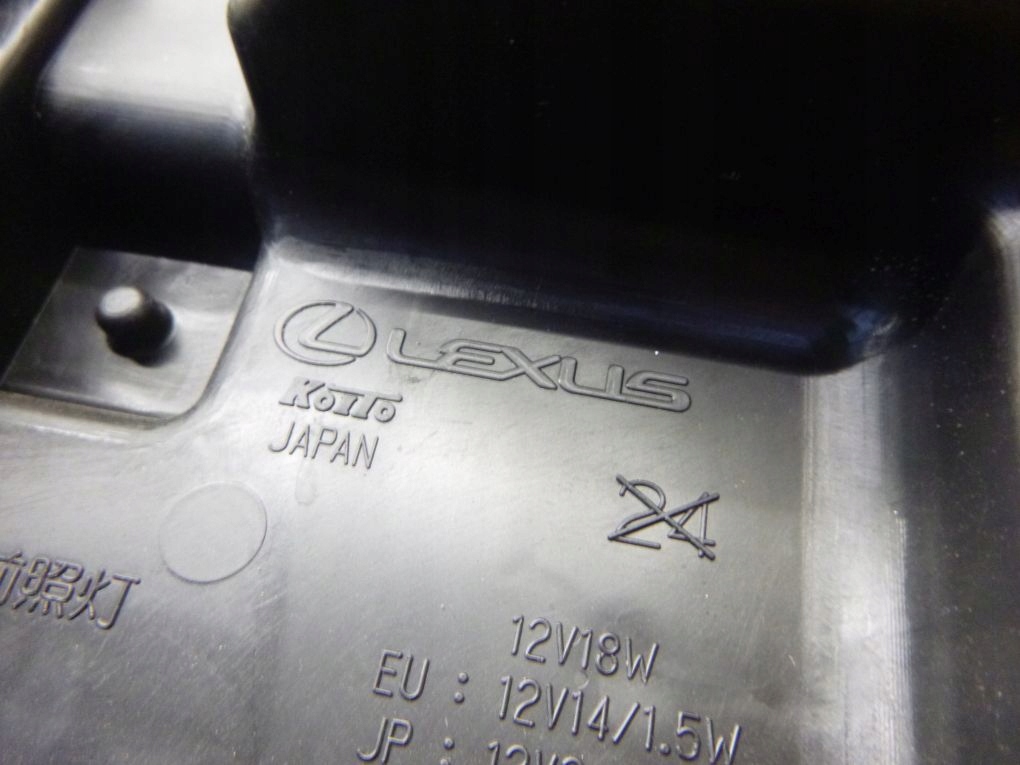 LEXUS
KOITO
JAPAN
24
照灯
12V18W
EU : 12V14/1.5W
JP :